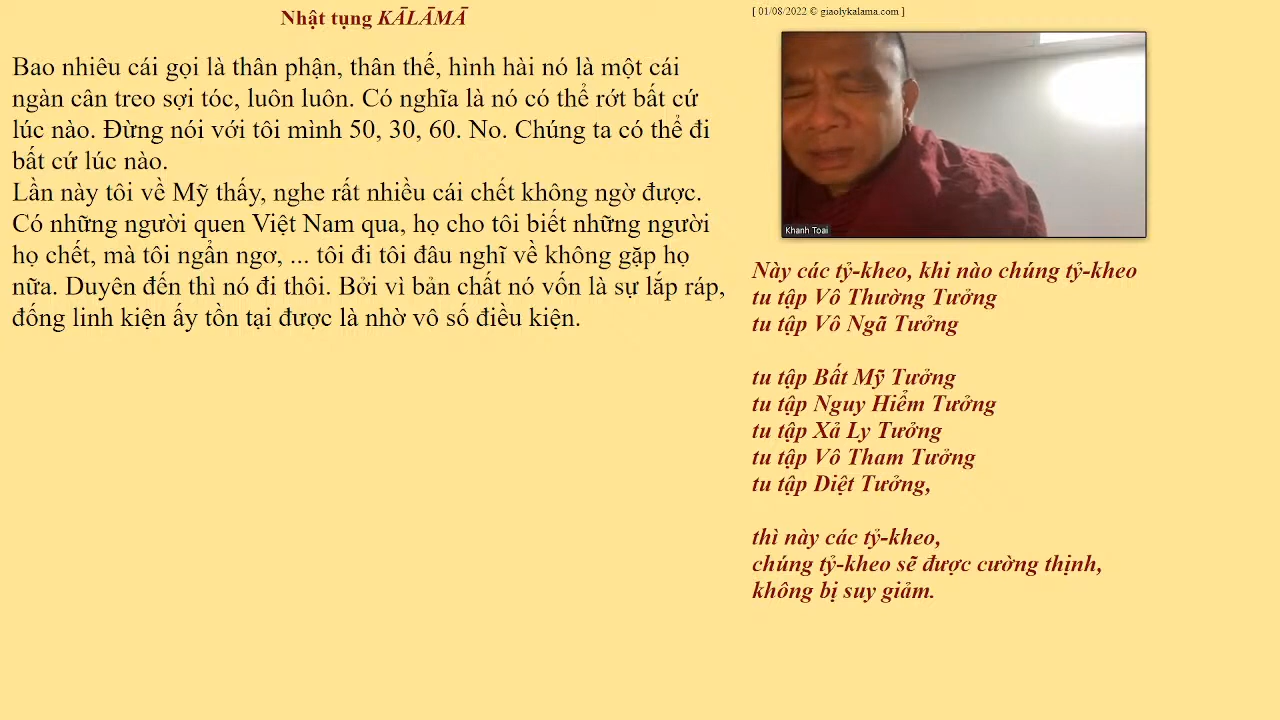 Nhật tụng KĀLĀMĀ
Bao nhiêu cái gọi là thân phận, thân thế, hình hài nó là một cái
ngàn cân treo sợi tóc, luôn luôn. Có nghĩa là nó có thể rớt bất cứ
lúc nào. Đừng nói với tôi mình 50, 30, 60. No. Chúng ta có thể đi
bất cứ lúc nào.
Lần này tôi về Mỹ thấy, nghe rất nhiều cái chết không ngờ được.
Có những người quen Việt Nam qua, họ cho tôi biết những người
họ chết, mà tôi ngẩn ngơ, ... tôi đi tôi đâu nghĩ về không gặp họ
nữa. Duyên đến thì nó đi thôi. Bởi vì bản chất nó vốn là sự lắp ráp,
đống linh kiện ấy tồn tại được là nhờ vô số điều kiện.
[ 01/08/2022 © giaolykalama.com ]
Khanh Toai
Này các tỷ-kheo, khi nào chúng tỷ-kheo
tu tập Vô Thường Tưởng
tu tập Vô Ngã Tưởng
tu tập Bất Mỹ Tưởng
tu tập Nguy Hiểm Tưởng
tu tập Xả Ly Tưởng
tu tập Vô Tham Tưởng
tu tập Diệt Tưởng,
thì này các tỷ-kheo,
chúng tỷ-kheo sẽ được cường thịnh,
không bị suy giảm.